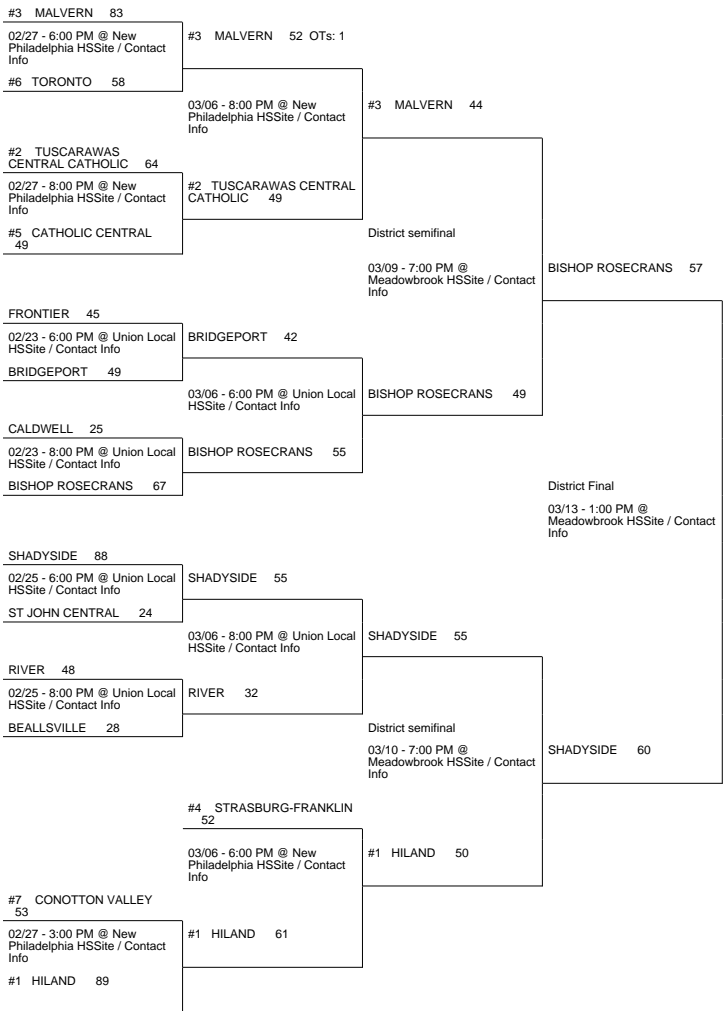 #3 MALVERN 83
02/27 - 6:00 PM @ New
Philadelphia HSSite / Contact
Info
#6 TORONTO 58
#3 MALVERN 52 OTs: 1
03/06 - 8:00 PM @ New
Philadelphia HSSite / Contact
Info
#2 TUSCARAWAS
CENTRAL CATHOLIC 64
02/27 - 8:00 PM @ New
Philadelphia HSSite / Contact
Info
#5 CATHOLIC CENTRAL
49
#2 TUSCARAWAS CENTRAL
CATHOLIC 49
#3 MALVERN 44
District semifinal
03/09 - 7:00 PM @
Meadowbrook HSSite / Contact
Info
FRONTIER 45
02/23 - 6:00 PM @ Union Local
HSSite / Contact Info
BRIDGEPORT 49
BRIDGEPORT 42
03/06 - 6:00 PM @ Union Local
HSSite / Contact Info
CALDWELL 25
02/23 - 8:00 PM @ Union Local
HSSite / Contact Info
BISHOP ROSECRANS 67
BISHOP ROSECRANS 55
BISHOP ROSECRANS 49
BISHOP ROSECRANS 57
District Final
03/13 - 1:00 PM @
Meadowbrook HSSite / Contact
Info
SHADYSIDE 88
02/25 - 6:00 PM @ Union Local
HSSite / Contact Info
ST JOHN CENTRAL 24
SHADYSIDE 55
03/06 - 8:00 PM @ Union Local
HSSite / Contact Info
RIVER 48
02/25 - 8:00 PM @ Union Local
HSSite / Contact Info
BEALLSVILLE 28
RIVER 32
SHADYSIDE 55
District semifinal
03/10 - 7:00 PM @
Meadowbrook HSSite / Contact
Info
SHADYSIDE 60
#4 STRASBURG-FRANKLIN
52
03/06 - 6:00 PM @ New
Philadelphia HSSite / Contact
Info
#1 HILAND 50
#7 CONOTTON VALLEY
53
02/27 - 3:00 PM @ New
Philadelphia HSSite / Contact
Info
#1 HILAND 89
#1 HILAND 61